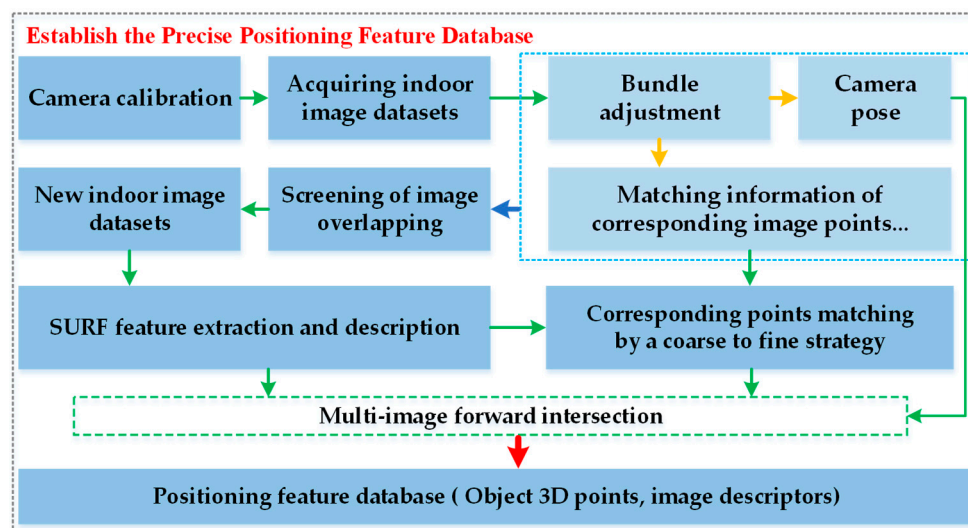 Establish the Precise Positioning Feature Database
Camera calibration
Acquiring indoor
image datasets
Bundle
adjustment
Camera
pose
New indoor image
datasets
Screening of image
overlapping
Matching information of
corresponding image points...
SURF feature extraction and description
Corresponding points matching
by a coarse to fine strategy
Multi-image forward intersection
Positioning feature database ( Object 3D points, image descriptors)